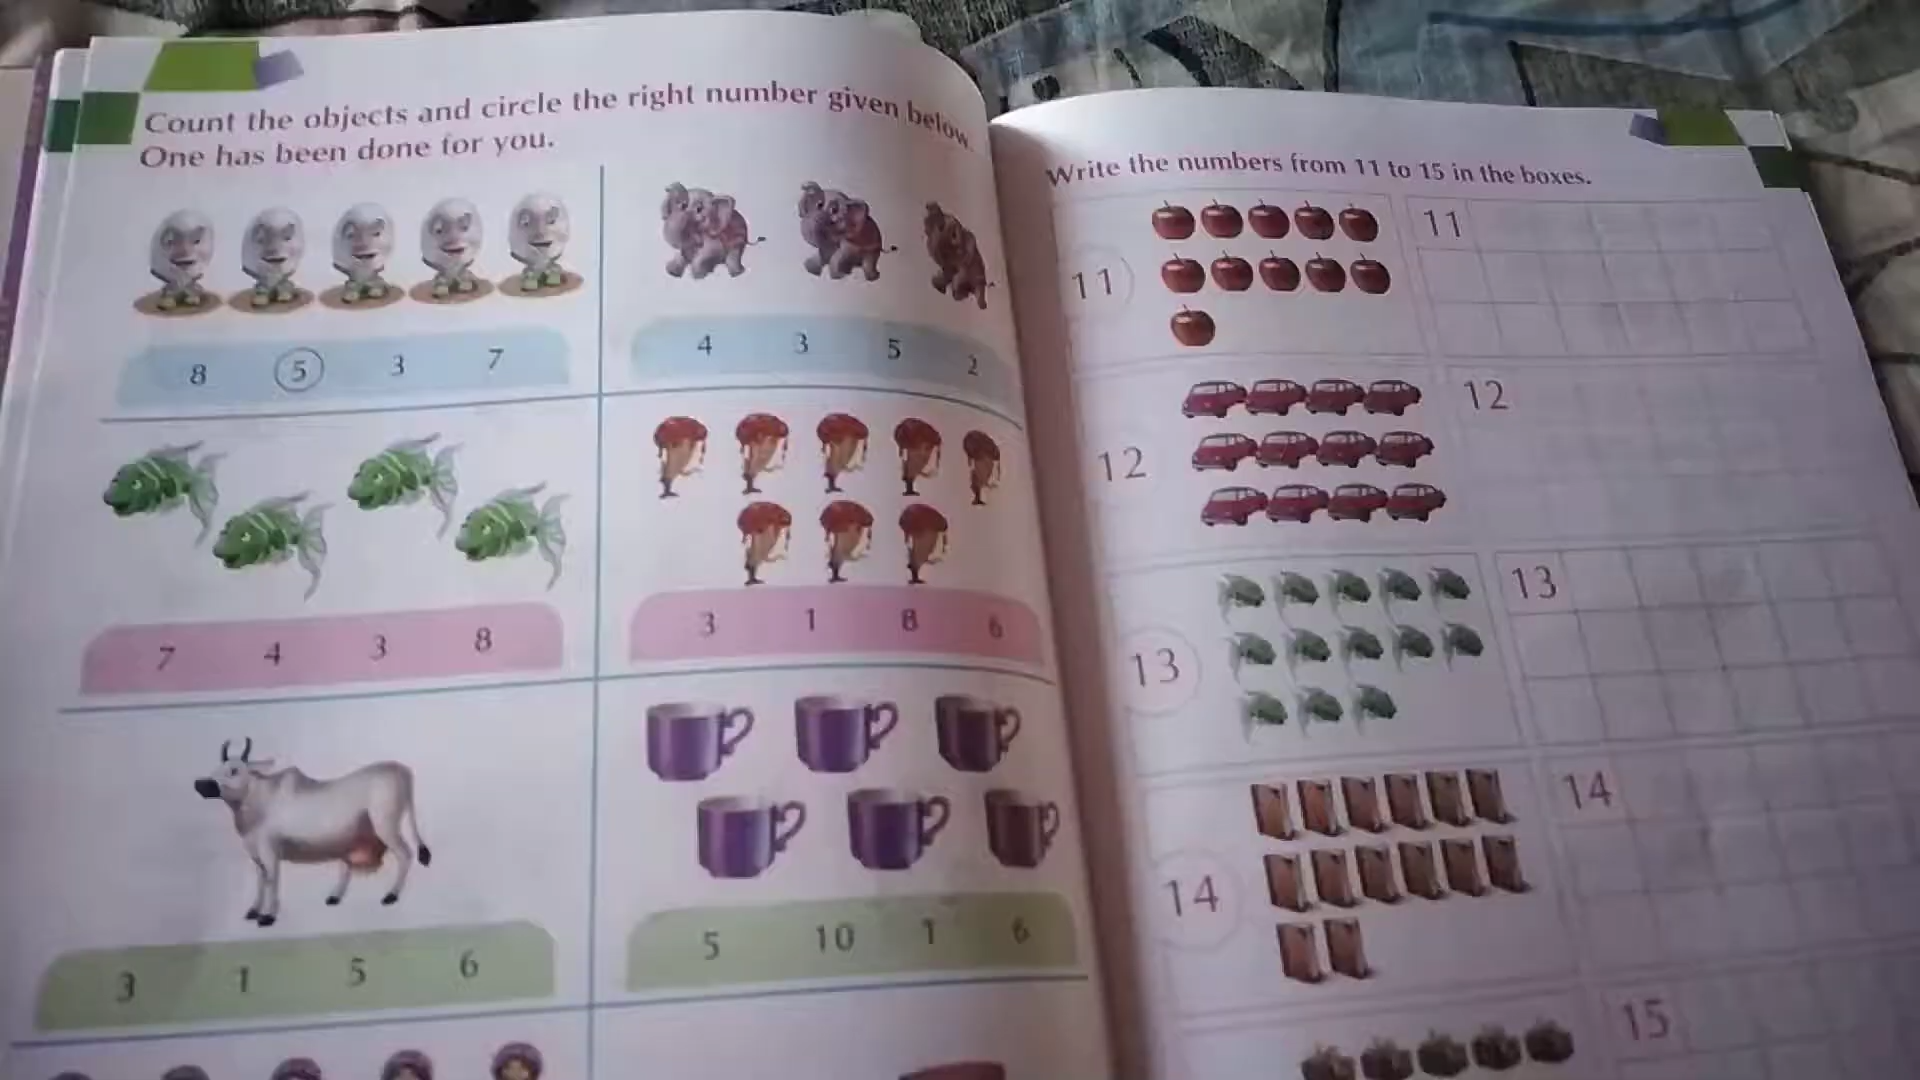 Count the objects and circle the right number given below.
One has been done for you.
8 5 3 7
4 3 5 2
7 4 3 8
3 1 8 6
3 1 5 6
5 10 1 6
Write the numbers from 11 to 15 in the boxes.
11
11
12
12
13
13
14
14
15